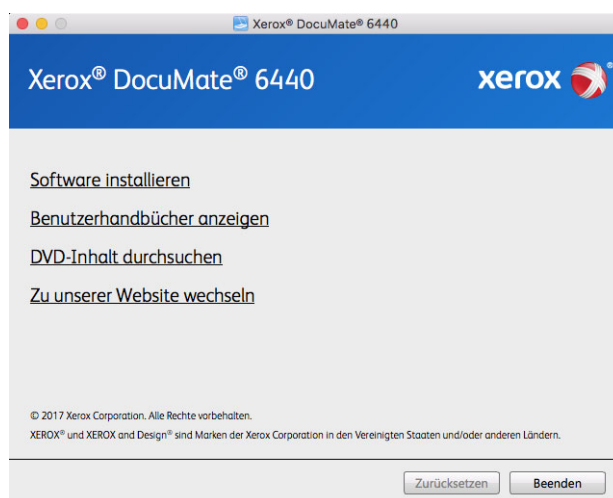 Xerox® DocuMate® 6440
Xerox® DocuMate® 6440
xerox ®
Software installieren
Benutzerhandbücher anzeigen
DVD-Inhalt durchsuchen
Zu unserer Website wechseln
© 2017 Xerox Corporation. Alle Rechte vorbehalten.
XEROX® und XEROX and Design® sind Marken der Xerox Corporation in den Vereinigten Staaten und/oder anderen Ländern.
Zurücksetzen
Beenden